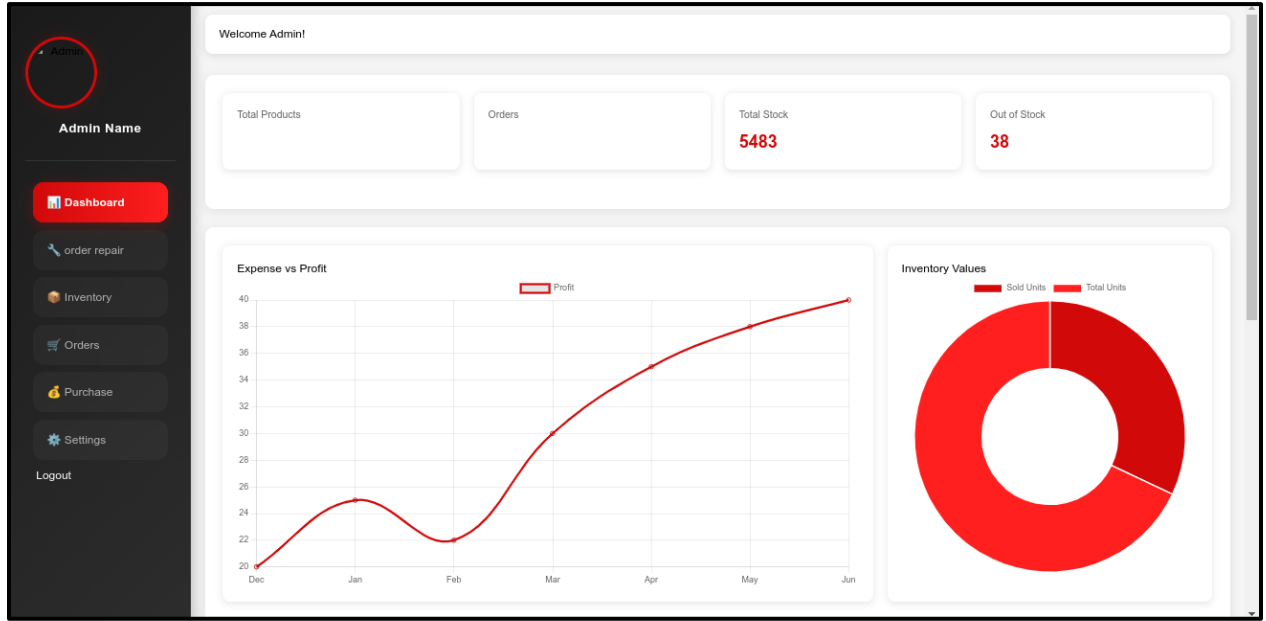 Admin
Admin Name
📊 Dashboard
🔧 order repair
📦 Inventory
🛒 Orders
💰 Purchase
⚙️ Settings
Logout
Welcome Admin!
Total Products
Orders
Total Stock
5483
Out of Stock
38
Expense vs Profit
Profit
40
38
36
34
32
30
28
26
24
22
20
Dec Jan Feb Mar Apr May Jun
Inventory Values
Sold Units Total Units